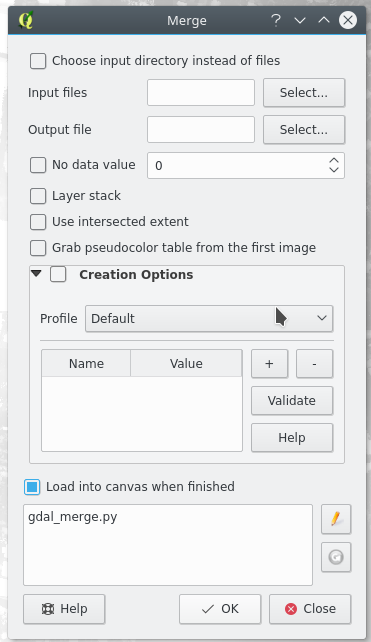 Merge
Choose input directory instead of files
Input files Select...
Output file Select...
No data value 0
Layer stack
Use intersected extent
Grab pseudocolor table from the first image
Creation Options
Profile Default
Name Value + -
Validate
Help
Load into canvas when finished
gdal_merge.py
Help OK Close